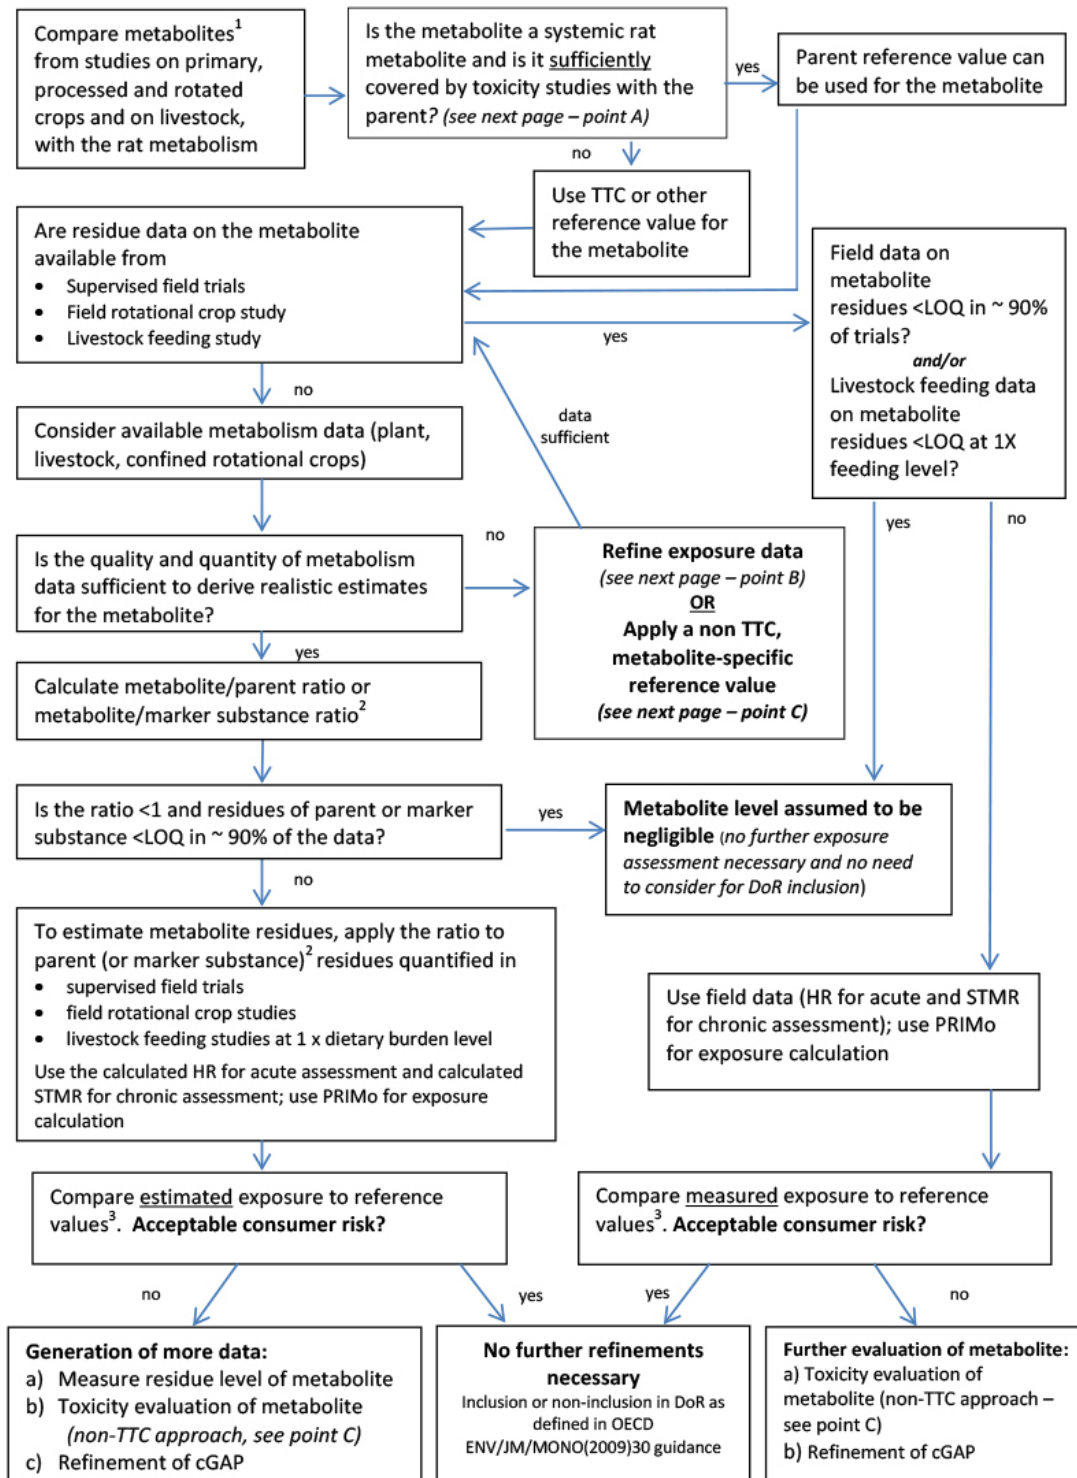 Compare metabolites1
from studies on primary,
processed and rotated
crops and on livestock,
with the rat metabolism
Is the metabolite a systemic rat
metabolite and is it sufficiently
covered by toxicity studies with the
parent? (see next page – point A)
yes
Parent reference value can
be used for the metabolite
no
Use TTC or other
reference value for
the metabolite
Are residue data on the metabolite
available from
• Supervised field trials
• Field rotational crop study
• Livestock feeding study
yes
Field data on
metabolite
residues <LOQ in ~ 90%
of trials?
and/or
Livestock feeding data
on metabolite
residues <LOQ at 1X
feeding level?
no
data
sufficient
Consider available metabolism data (plant,
livestock, confined rotational crops)
yes
no
Is the quality and quantity of metabolism
data sufficient to derive realistic estimates
for the metabolite?
no
Refine exposure data
(see next page – point B)
OR
Apply a non TTC,
metabolite-specific
reference value
(see next page – point C)
yes
Calculate metabolite/parent ratio or
metabolite/marker substance ratio2
Is the ratio <1 and residues of parent or marker
substance <LOQ in ~ 90% of the data?
yes
Metabolite level assumed to be
negligible (no further exposure
assessment necessary and no need
to consider for DoR inclusion)
no
To estimate metabolite residues, apply the ratio to
parent (or marker substance)2 residues quantified in
• supervised field trials
• field rotational crop studies
• livestock feeding studies at 1 x dietary burden level
Use the calculated HR for acute assessment and calculated
STMR for chronic assessment; use PRIMo for exposure
calculation
Use field data (HR for acute and STMR
for chronic assessment); use PRIMo
for exposure calculation
Compare estimated exposure to reference
values3. Acceptable consumer risk?
Compare measured exposure to reference
values3. Acceptable consumer risk?
no
yes
yes
no
Generation of more data:
a) Measure residue level of metabolite
b) Toxicity evaluation of metabolite
(non-TTC approach, see point C)
c) Refinement of cGAP
No further refinements
necessary
Inclusion or non-inclusion in DoR as
defined in OECD
ENV/JM/MONO(2009)30 guidance
Further evaluation of metabolite:
a) Toxicity evaluation of
metabolite (non-TTC approach –
see point C)
b) Refinement of cGAP